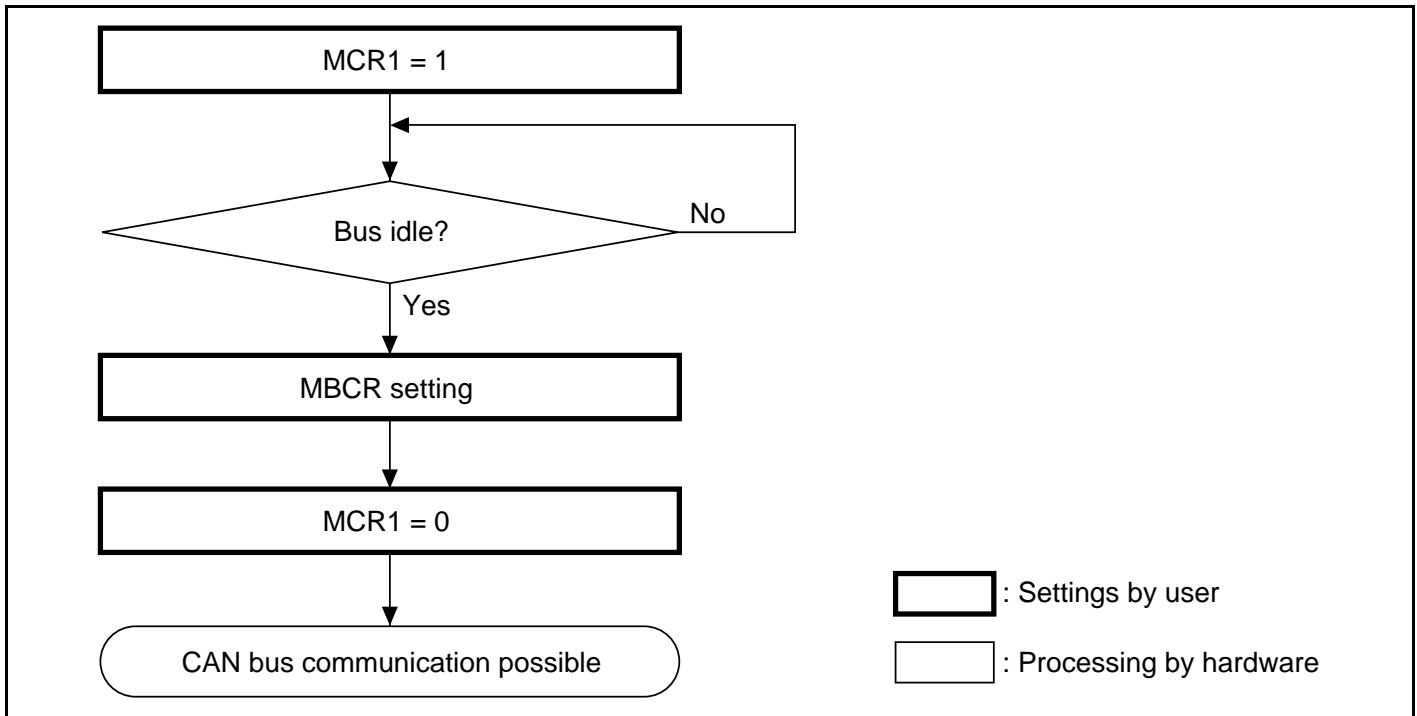 MCR1 = 1
Bus idle?
No
Yes
MBCR setting
MCR1 = 0
CAN bus communication possible
: Settings by user
: Processing by hardware